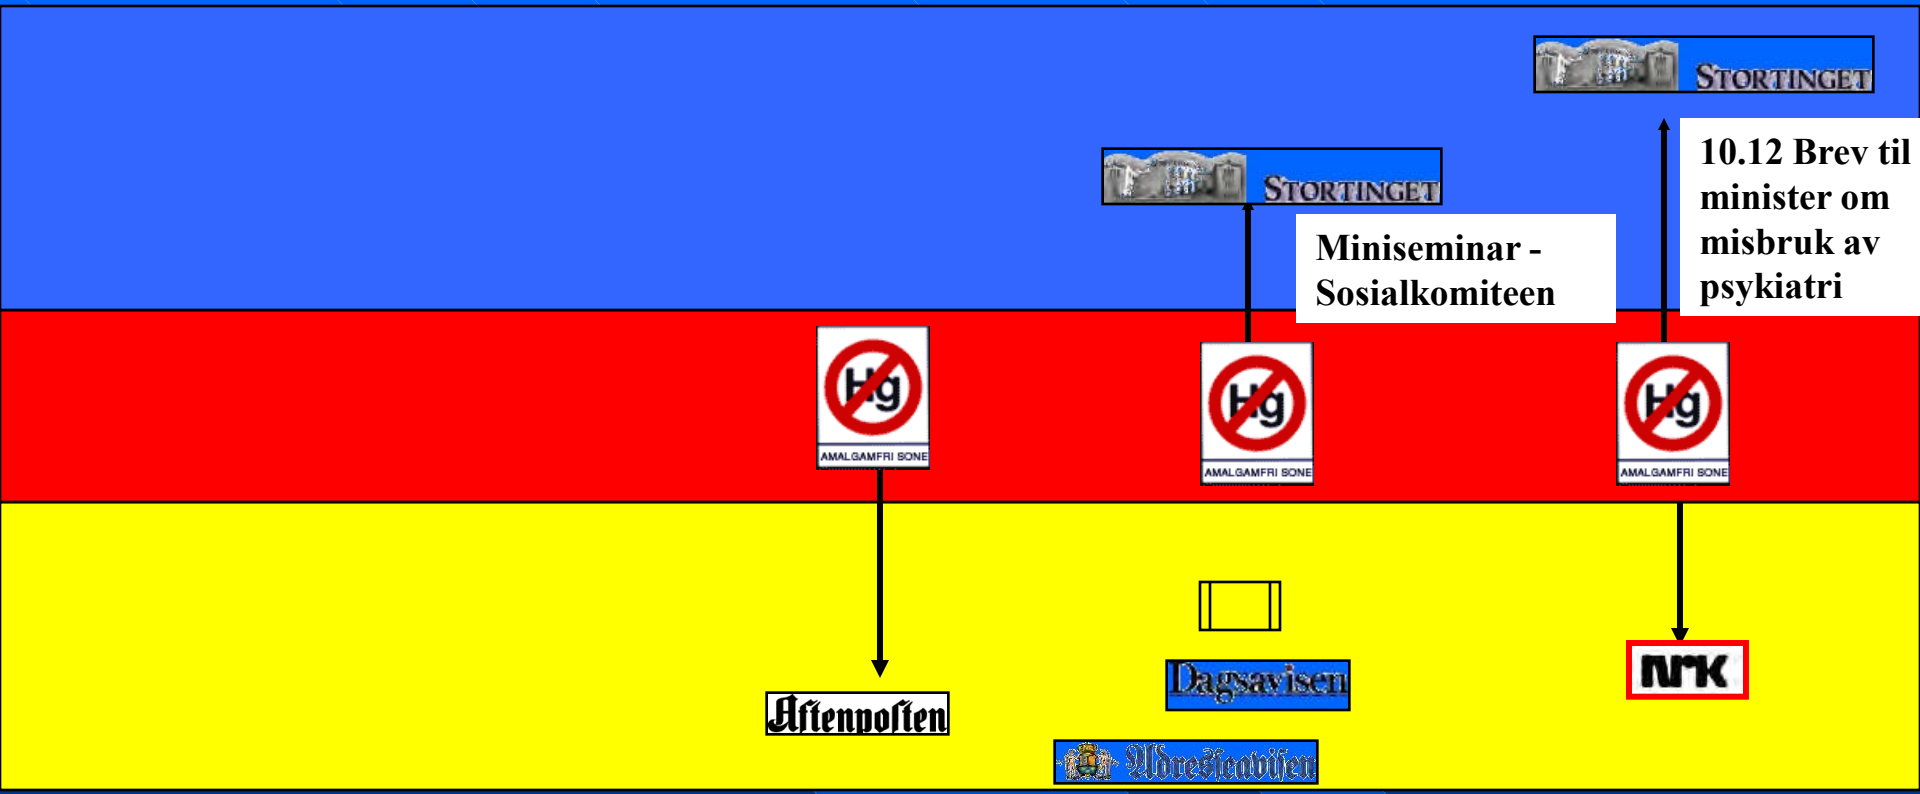 STORTINGET
10.12 Brev til
minister om
misbruk av
psykiatri
STORTINGET
Miniseminar -
Sosialkomiteen
Hg
AMALGAMFRI SONE
Hg
AMALGAMFRI SONE
Hg
AMALGAMFRI SONE
Aftenposten
Dagsavisen
NRK
Adresseavisen